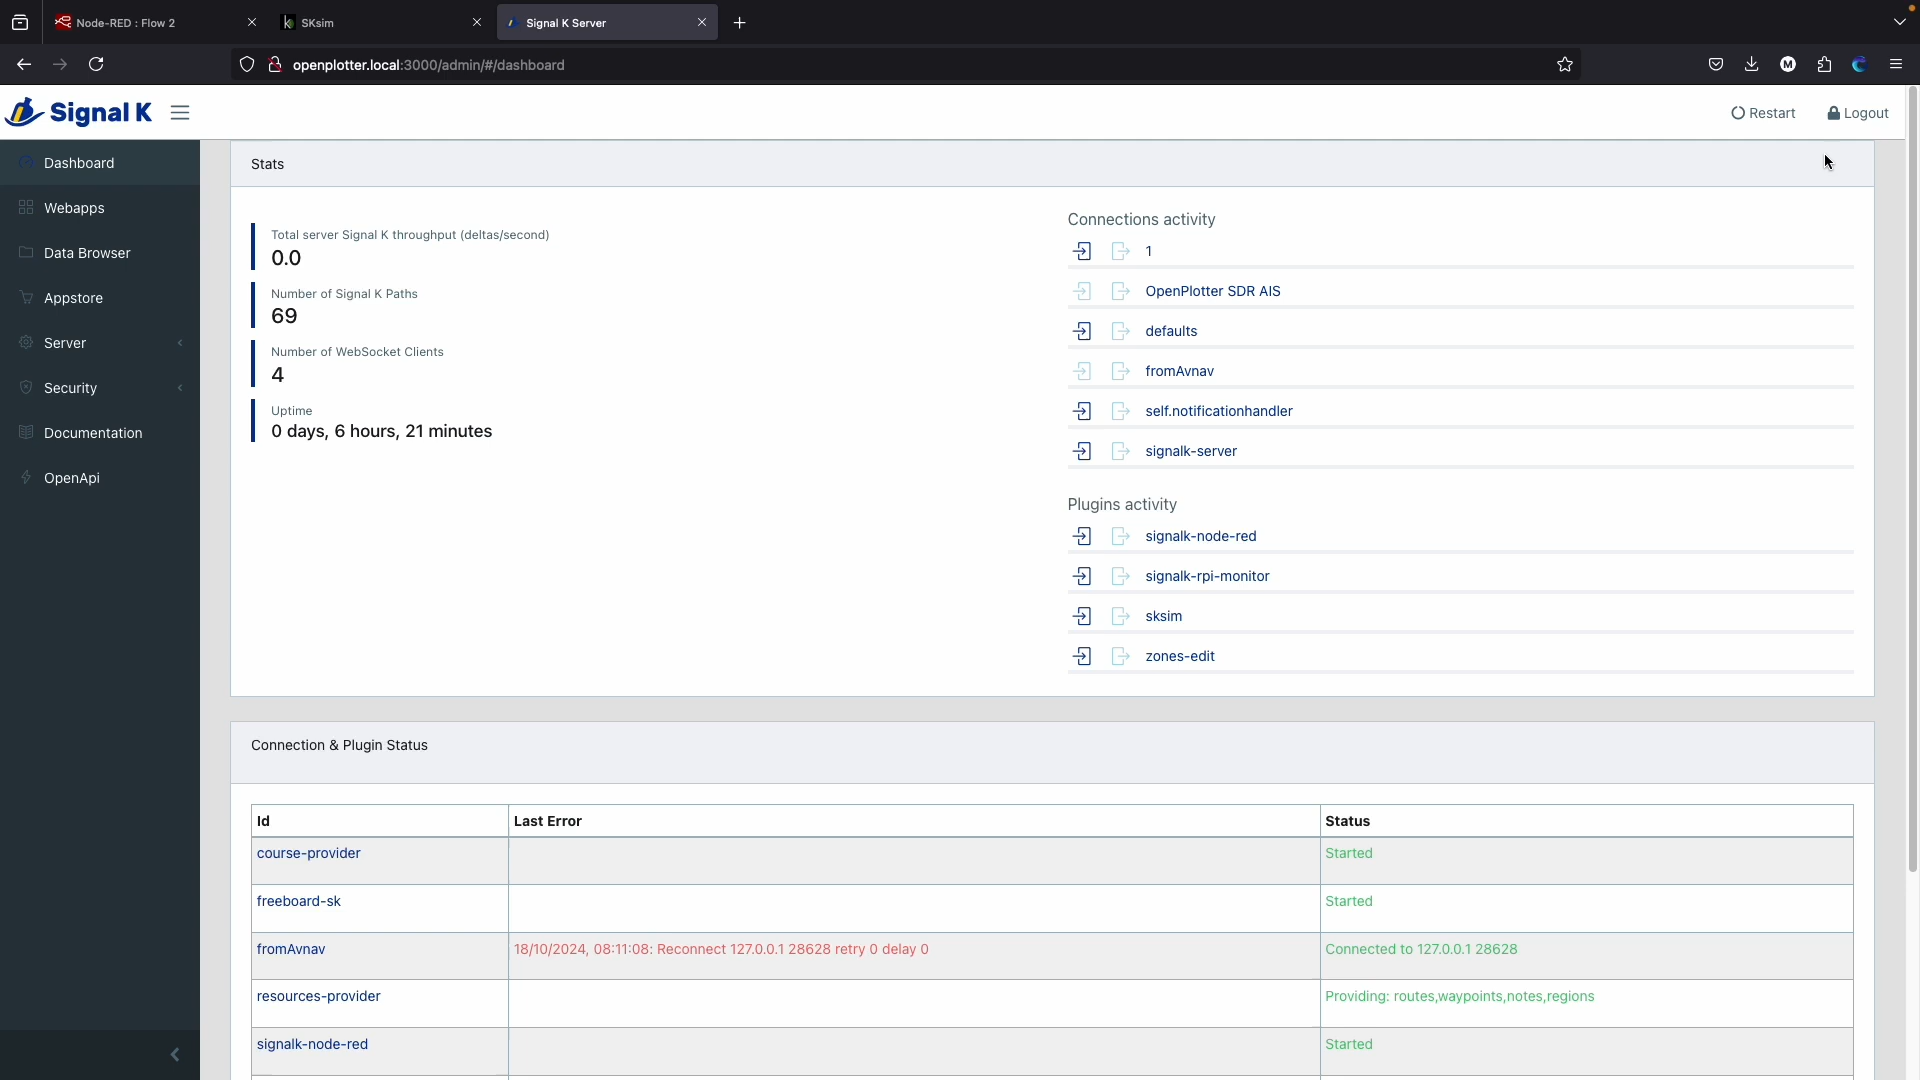 Node-RED : Flow 2
SKsim
Signal K Server
openplotter.local:3000/admin/#/dashboard
Signal K
Restart
Logout
Dashboard
Webapps
Data Browser
Appstore
Server
Security
Documentation
OpenApi
Stats
Total server Signal K throughput (deltas/second)
0.0
Number of Signal K Paths
69
Number of WebSocket Clients
4
Uptime
0 days, 6 hours, 21 minutes
Connections activity
1
OpenPlotter SDR AIS
defaults
fromAvnav
self.notificationhandler
signalk-server
Plugins activity
signalk-node-red
signalk-rpi-monitor
sksim
zones-edit
Connection & Plugin Status
Id Last Error Status
course-provider Started
freeboard-sk Started
fromAvnav 18/10/2024, 08:11:08: Reconnect 127.0.0.1 28628 retry 0 delay 0 Connected to 127.0.0.1 28628
resources-provider Providing: routes,waypoints,notes,regions
signalk-node-red Started